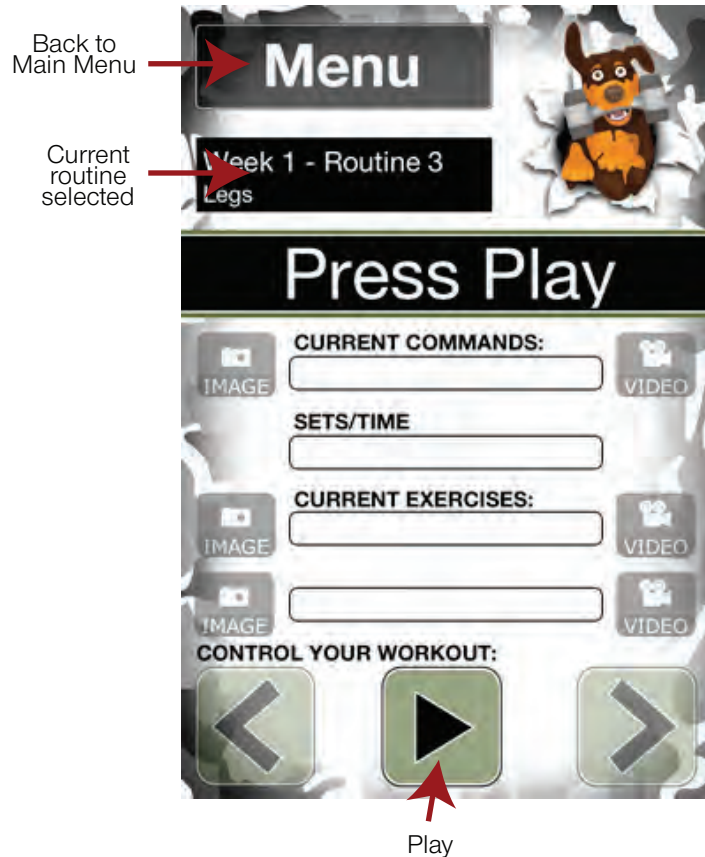 Back to
Main Menu
Menu
Current
routine
selected
Week 1 - Routine 3
Legs
Press Play
IMAGE
CURRENT COMMANDS:
VIDEO
SETS/TIME
IMAGE
CURRENT EXERCISES:
VIDEO
IMAGE
VIDEO
CONTROL YOUR WORKOUT:
Play